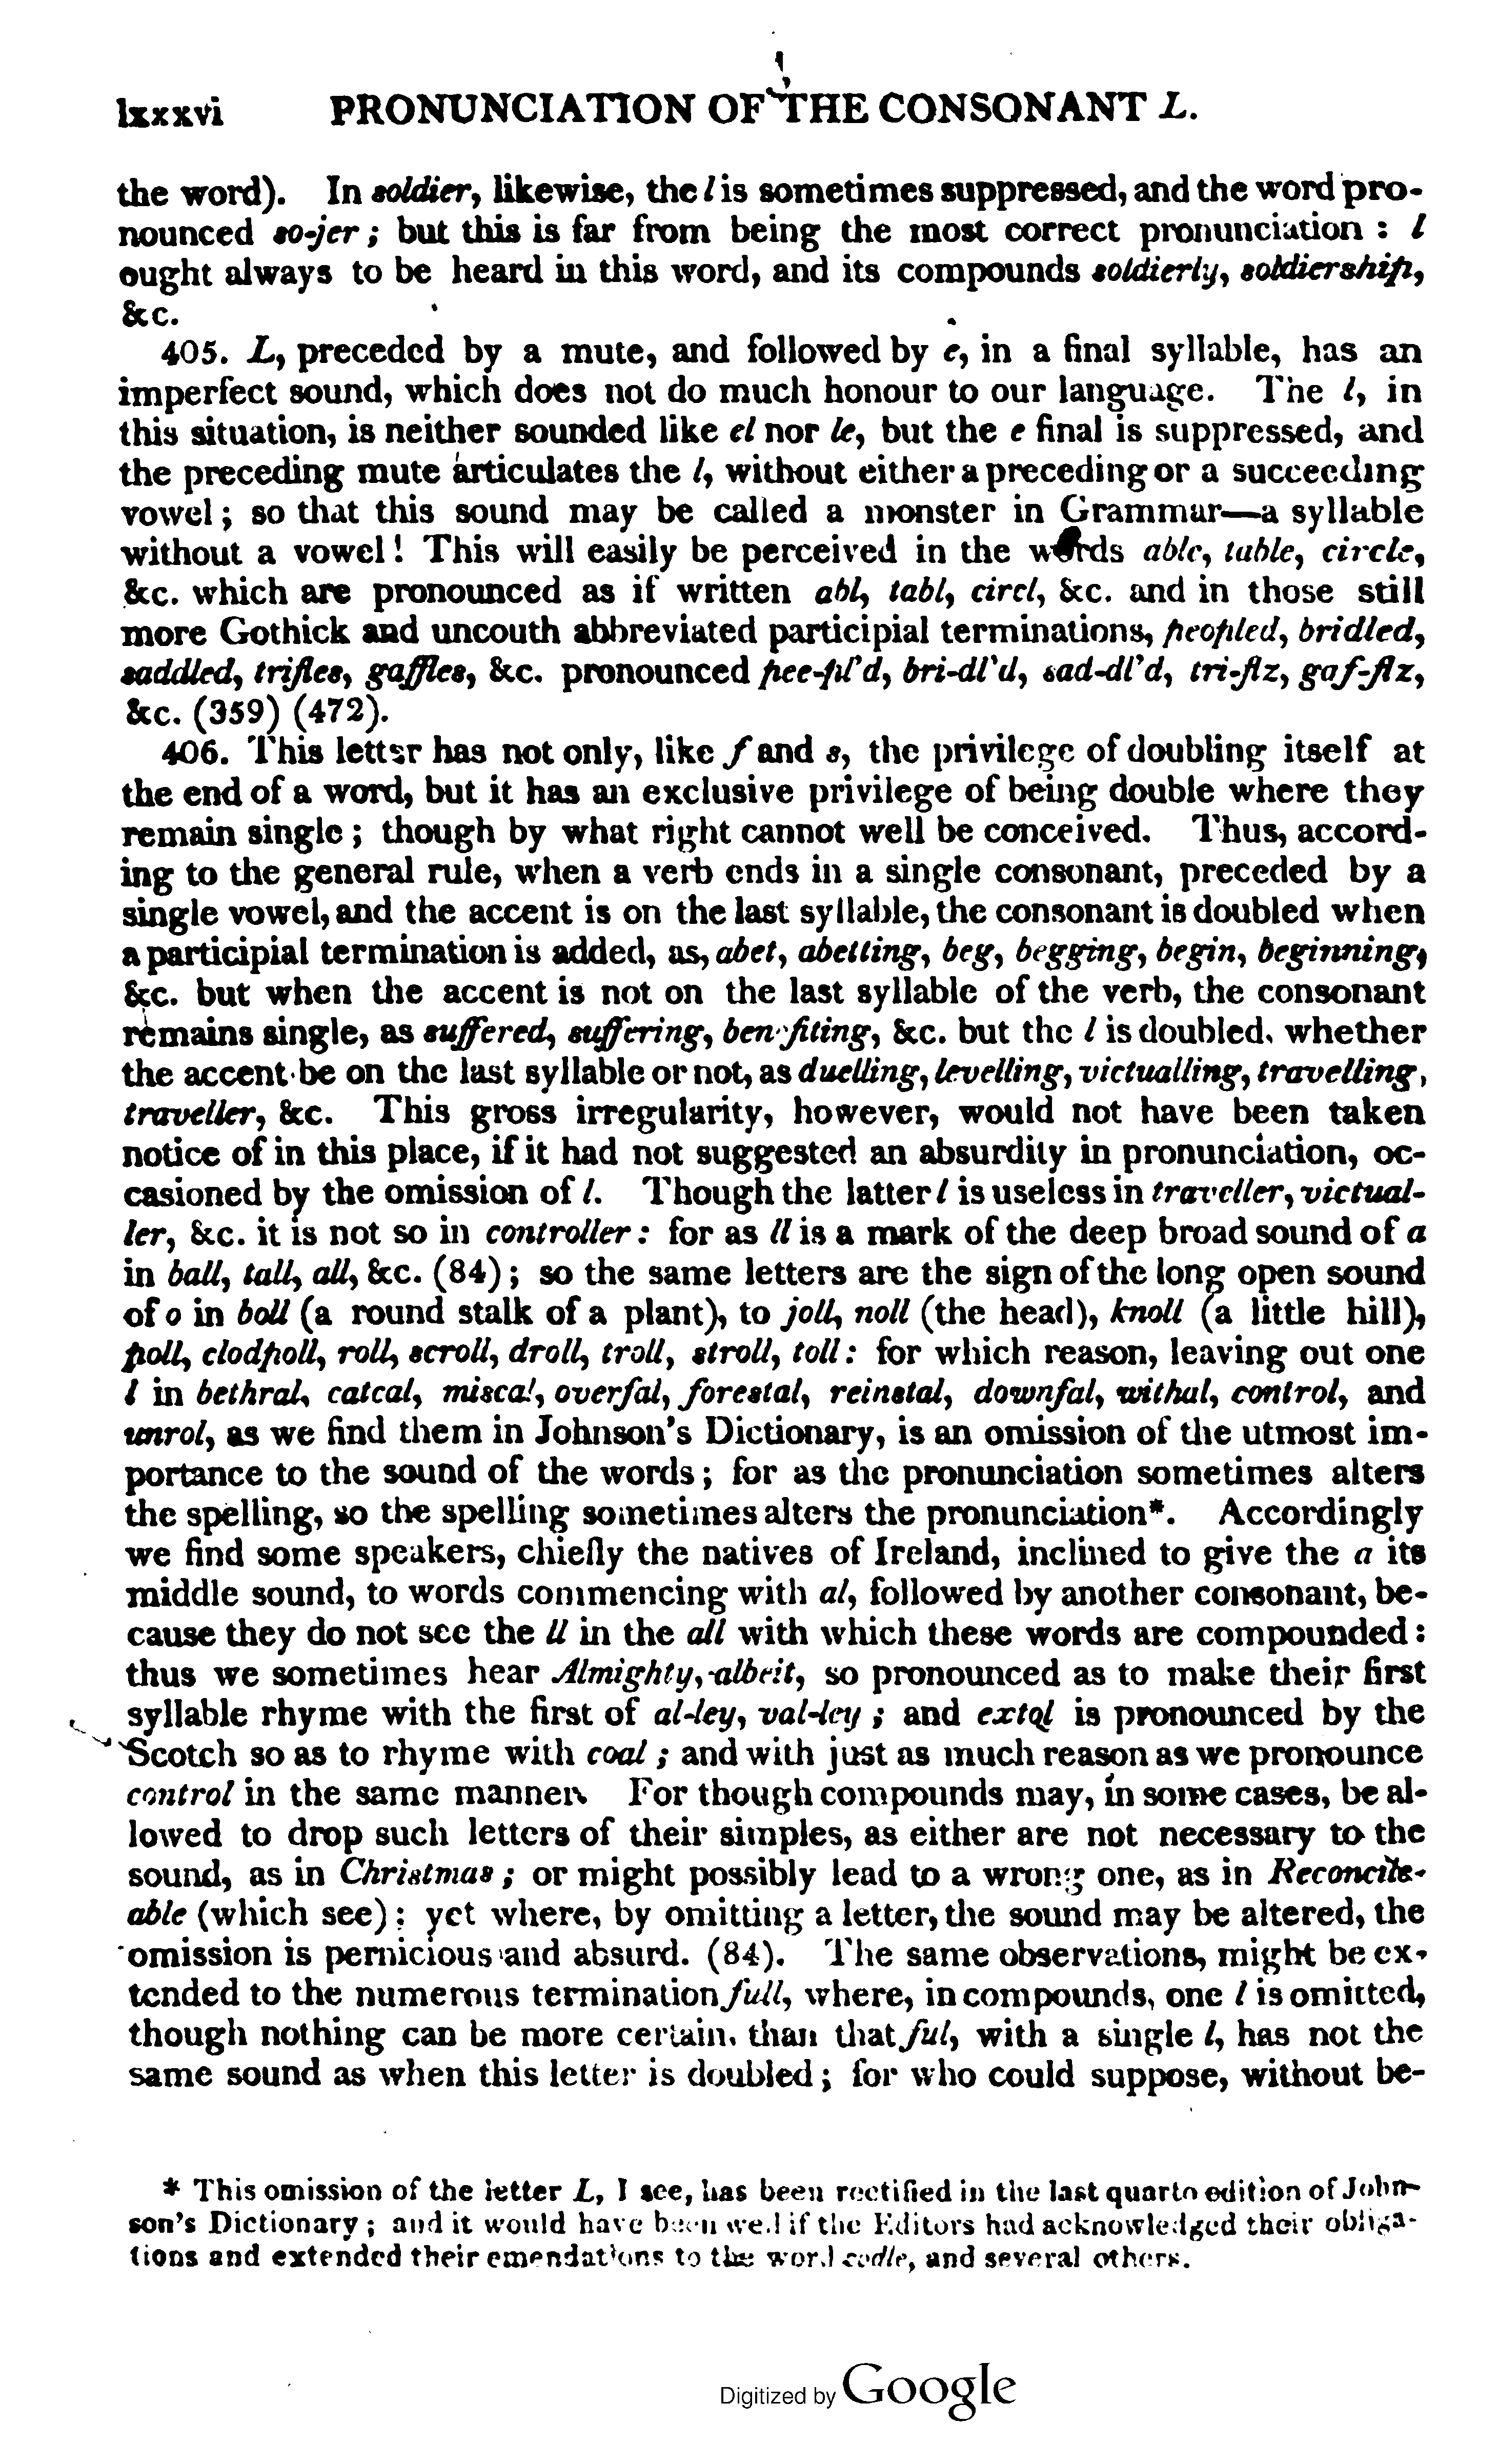 lxxxvi PRONUNCIATION OF THE CONSONANT L.
the word). In soldier, likewise, the l is sometimes suppressed, and the word pro-
nounced so-jer; but this is far from being the most correct pronunciation: l
ought always to be heard in this word, and its compounds soldierly, soldiership,
&c.
405. L, preceded by a mute, and followed by e, in a final syllable, has an
imperfect sound, which does not do much honour to our language. The l, in
this situation, is neither sounded like el nor le, but the e final is suppressed, and
the preceding mute articulates the l, without either a preceding or a succeeding
vowel; so that this sound may be called a monster in Grammar—a syllable
without a vowel! This will easily be perceived in the words able, table, circle,
&c. which are pronounced as if written abl, tabl, circl, &c. and in those still
more Gothick and uncouth abbreviated participial terminations, peopled, bridled,
saddled, trifles, gaffles, &c. pronounced pee-pl'd, bri-dl'd, sad-dl'd, tri-flz, gaf-flz,
&c. (359) (472).
406. This letter has not only, like f and s, the privilege of doubling itself at
the end of a word, but it has an exclusive privilege of being double where they
remain single; though by what right cannot well be conceived. Thus, accord-
ing to the general rule, when a verb ends in a single consonant, preceded by a
single vowel, and the accent is on the last syllable, the consonant is doubled when
a participial termination is added, as, abet, abetting, beg, begging, begin, beginning,
&c. but when the accent is not on the last syllable of the verb, the consonant
remains single, as suffered, suffering, benefiting, &c. but the l is doubled, whether
the accent be on the last syllable or not, as duelling, levelling, victualling, travelling,
traveller, &c. This gross irregularity, however, would not have been taken
notice of in this place, if it had not suggested an absurdity in pronunciation, oc-
casioned by the omission of l. Though the latter l is useless in traveller, victual-
ler, &c. it is not so in controller: for as ll is a mark of the deep broad sound of a
in ball, tall, all, &c. (84); so the same letters are the sign of the long open sound
of o in boll (a round stalk of a plant), to joll, noll (the head), knoll (a little hill),
poll, clodpoll, roll, scroll, droll, troll, stroll, toll: for which reason, leaving out one
l in bethral, catcal, miscal, overfal, forestal, reinstal, downfal, withal, control, and
unrol, as we find them in Johnson's Dictionary, is an omission of the utmost im-
portance to the sound of the words; for as the pronunciation sometimes alters
the spelling, so the spelling sometimes alters the pronunciation*. Accordingly
we find some speakers, chiefly the natives of Ireland, inclined to give the a its
middle sound, to words commencing with al, followed by another consonant, be-
cause they do not see the ll in the all with which these words are compounded:
thus we sometimes hear Almighty, albeit, so pronounced as to make their first
syllable rhyme with the first of al-ley, val-ley; and extol is pronounced by the
Scotch so as to rhyme with coal; and with just as much reason as we pronounce
control in the same manner. For though compounds may, in some cases, be al-
lowed to drop such letters of their simples, as either are not necessary to the
sound, as in Christmas; or might possibly lead to a wrong one, as in Reconcile-
able (which see); yet where, by omitting a letter, the sound may be altered, the
omission is pernicious and absurd. (84). The same observations, might be ex-
tended to the numerous termination full, where, in compounds, one l is omitted,
though nothing can be more certain, than that ful, with a single l, has not the
same sound as when this letter is doubled; for who could suppose, without be-
* This omission of the letter L, I see, has been rectified in the last quarto edition of John-
son's Dictionary; and it would have been well if the Editors had acknowledged their obliga-
tions and extended their emendations to the word codle, and several others.
Digitized by Google